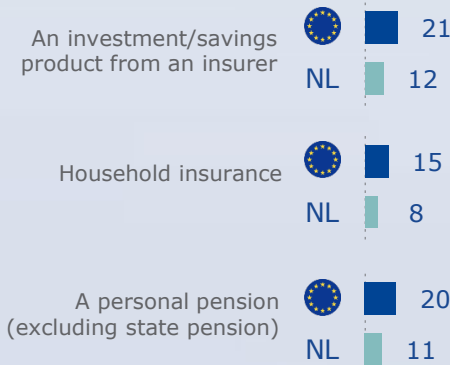 An investment/savings
product from an insurer
21
NL 12
Household insurance
15
NL 8
A personal pension
(excluding state pension)
20
NL 11